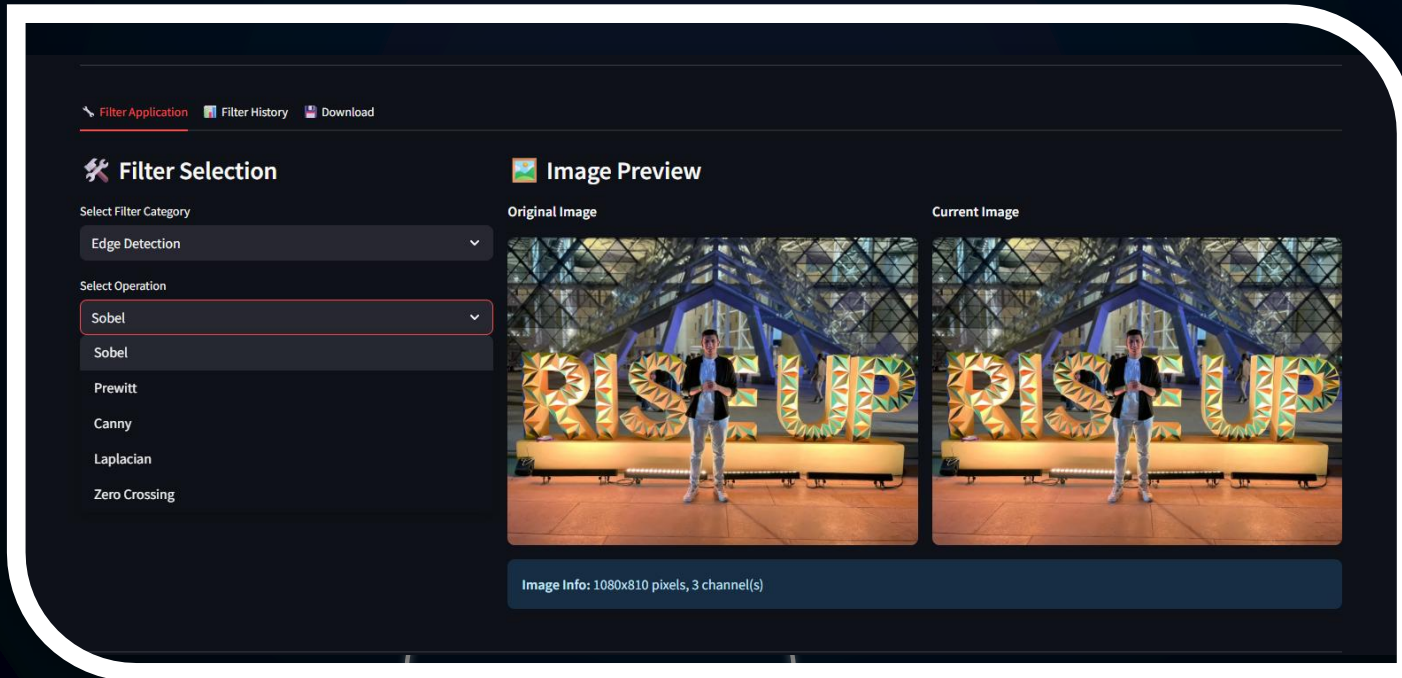 Filter Application Filter History Download
Filter Selection
Select Filter Category
Edge Detection
Select Operation
Sobel
Sobel
Prewitt
Canny
Laplacian
Zero Crossing
Image Preview
Original Image Current Image
RISE UP RISE UP
Image Info: 1080x810 pixels, 3 channel(s)